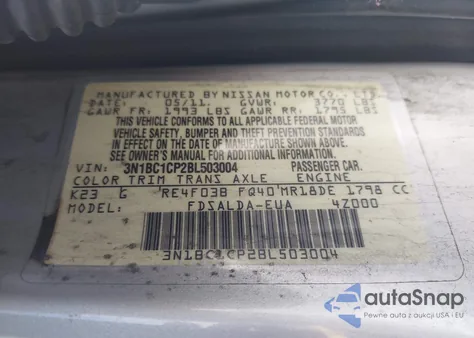 MANUFACTURED BY NISSAN MOTOR CO., LTD.
DATE: 05/11. GVWR: 3770 LBS
GAWR FR: 1993 LBS GAWR RR: 1795 LBS
THIS VEHICLE CONFORMS TO ALL APPLICABLE FEDERAL MOTOR
VEHICLE SAFETY, BUMPER AND THEFT PREVENTION STANDARDS
IN EFFECT ON THE DATE OF MANUFACTURE SHOWN ABOVE.
SEE OWNER'S MANUAL FOR ADDITIONAL
VIN: 3N1BC1CP2BL503004 PASSENGER CAR.
COLOR TRIM TRANS AXLE ENGINE
K23 G RE4F03B FQ40 MR18DE 1798 CC
MODEL: FDSALDA-EUA 4Z000
3N1BC1CP2BL503004
autoSnap
Pewne auta z aukcji USA i EU